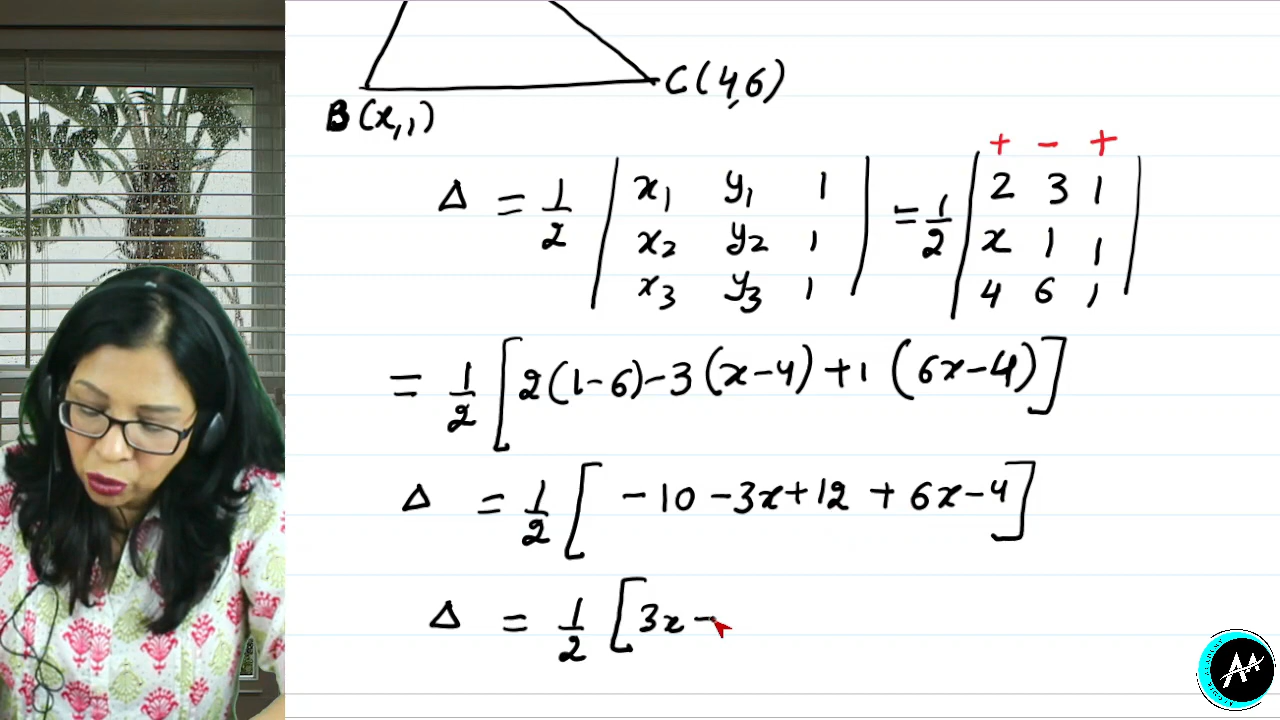 C(4,6)
B(x,1)
+ - +
Δ = 1/2 | x₁ y₁ 1 | = 1/2 | 2 3 1 |
| x₂ y₂ 1 | | x 1 1 |
| x₃ y₃ 1 | | 4 6 1 |
= 1/2 [2(1-6)-3(x-4)+1(6x-4)]
Δ = 1/2 [-10-3x+12+6x-4]
Δ = 1/2 [3x-
A+